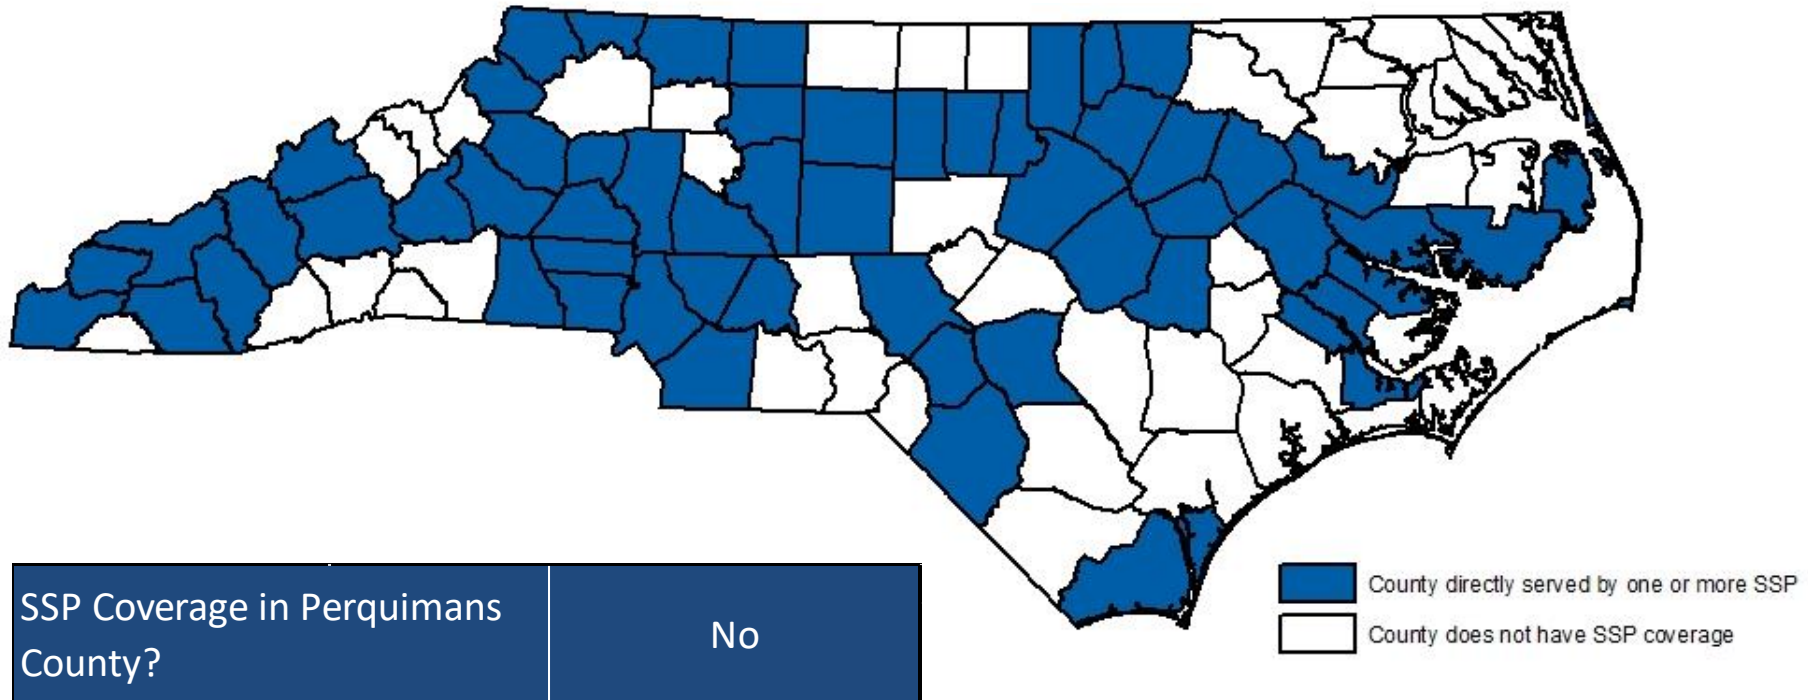 County directly served by one or more SSP
County does not have SSP coverage
SSP Coverage in Perquimans
County?
No